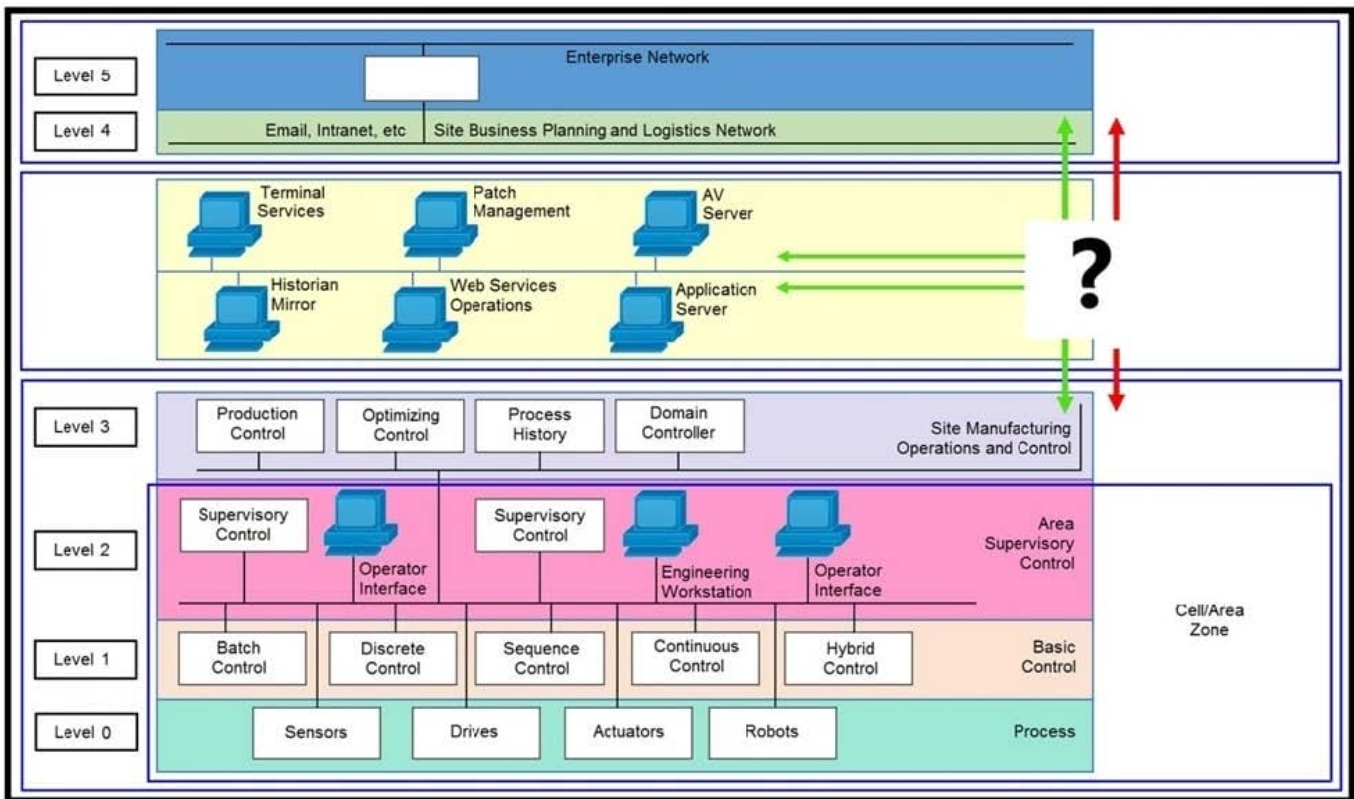 Level 5
Enterprise Network
Level 4
Email, Intranet, etc
Site Business Planning and Logistics Network
Terminal
Services
Patch
Management
AV
Server
Historian
Mirror
Web Services
Operations
Application
Server
?
Level 3
Production
Control
Optimizing
Control
Process
History
Domain
Controller
Site Manufacturing
Operations and Control
Level 2
Supervisory
Control
Operator
Interface
Supervisory
Control
Engineering
Workstation
Operator
Interface
Area
Supervisory
Control
Cell/Area
Zone
Level 1
Batch
Control
Discrete
Control
Sequence
Control
Continuous
Control
Hybrid
Control
Basic
Control
Level 0
Sensors
Drives
Actuators
Robots
Process